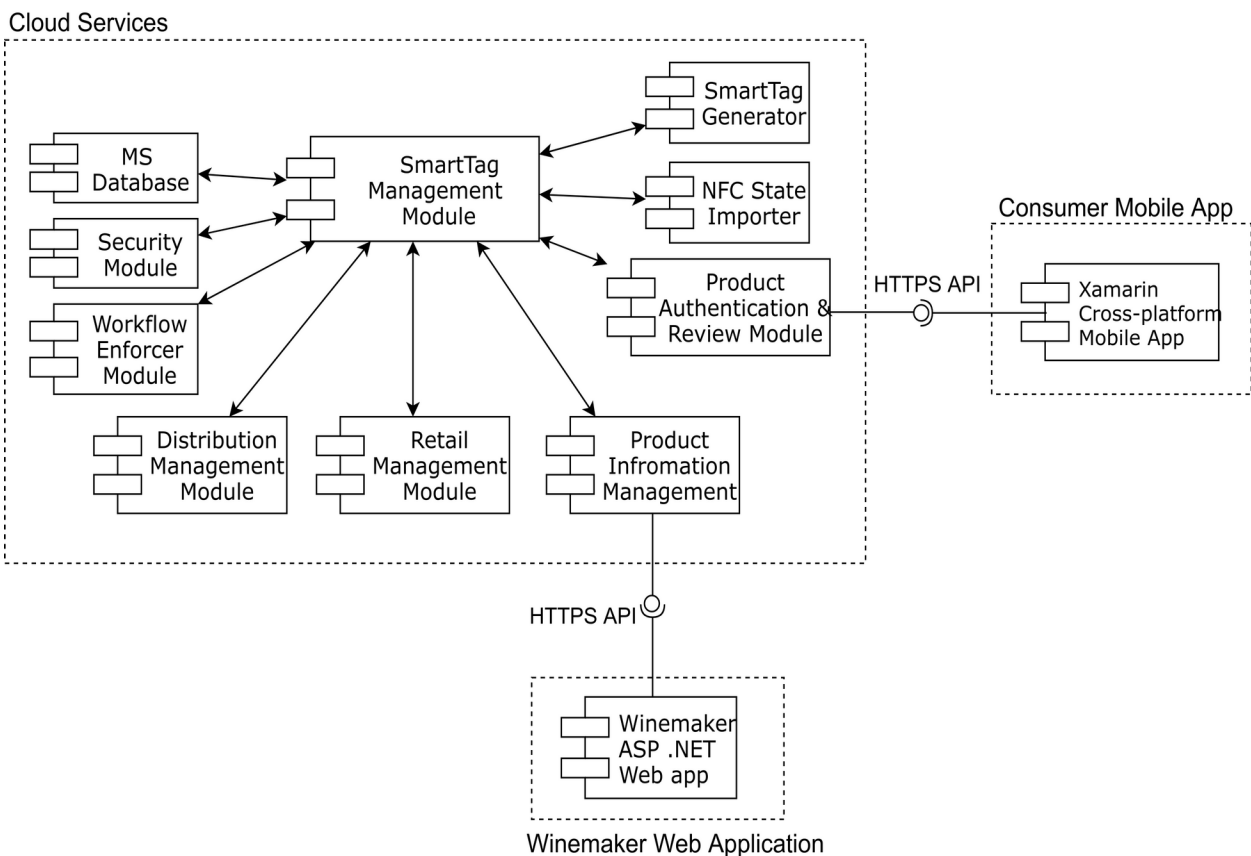 Cloud Services
SmartTag
Generator
MS
Database
SmartTag
Management
Module
NFC State
Importer
Consumer Mobile App
Security
Module
Product
Authentication &
Review Module
HTTPS API
Xamarin
Cross-platform
Mobile App
Workflow
Enforcer
Module
Distribution
Management
Module
Retail
Management
Module
Product
Infromation
Management
HTTPS API
Winemaker
ASP .NET
Web app
Winemaker Web Application